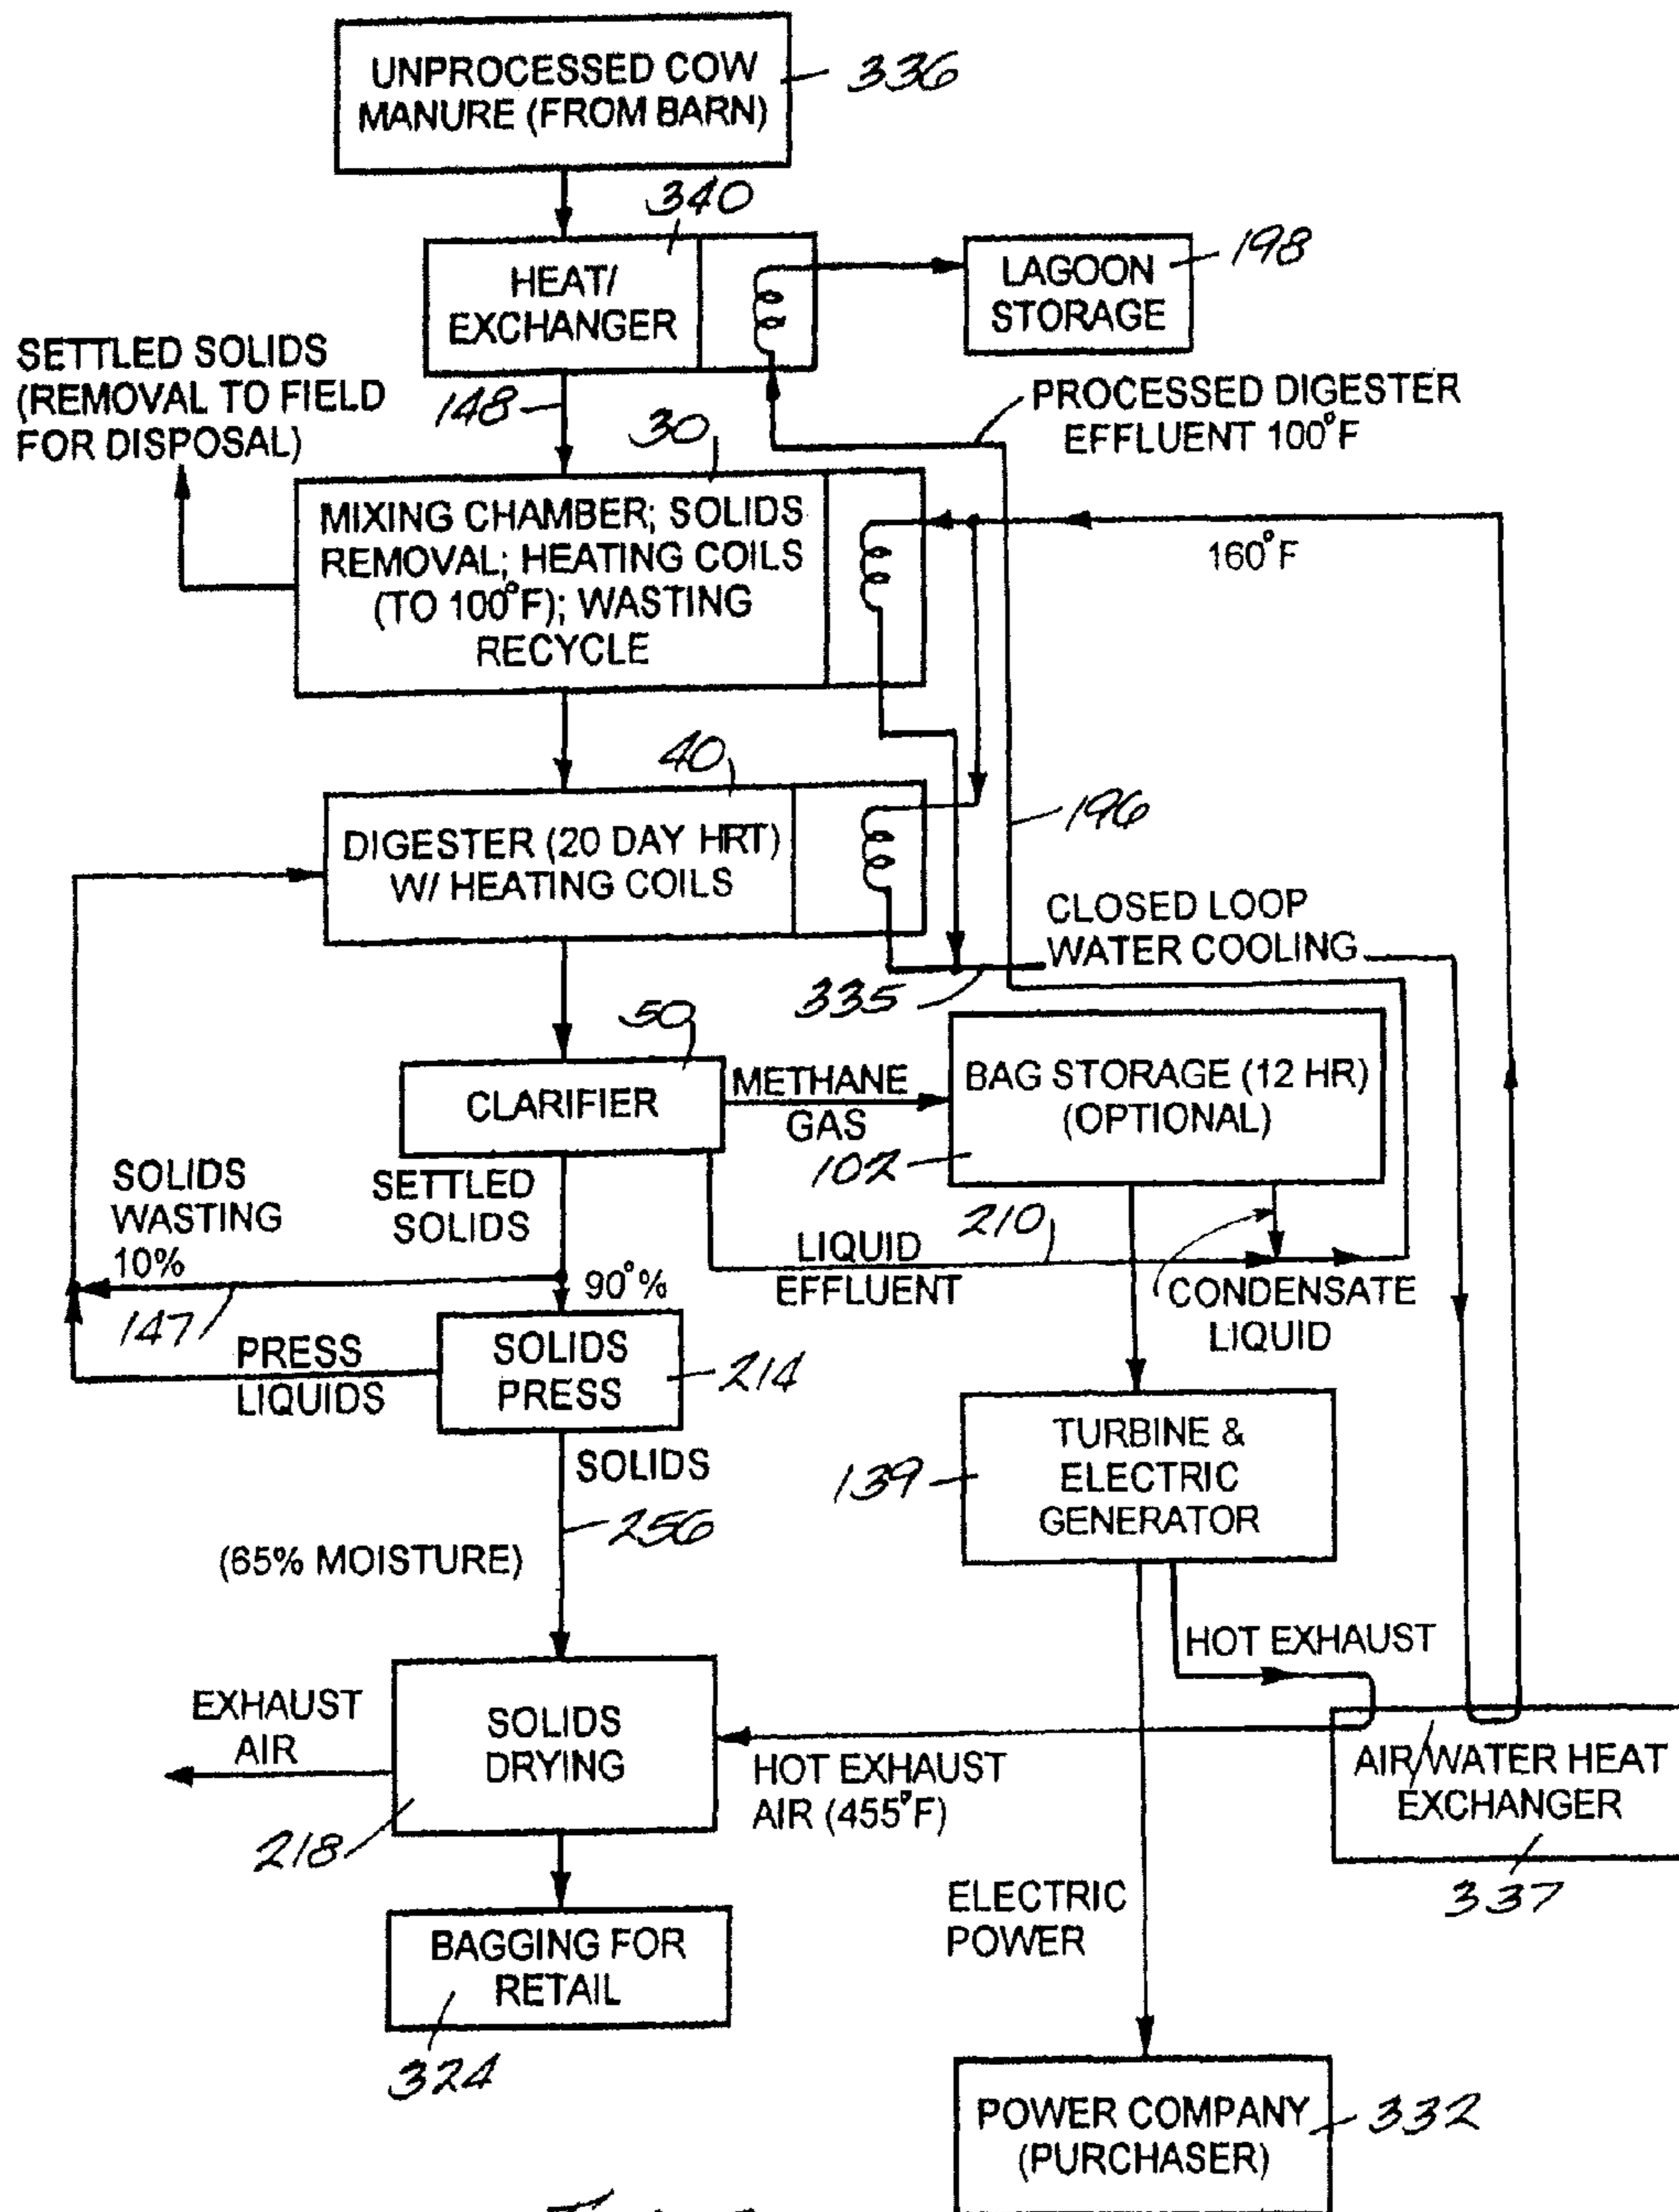 UNPROCESSED COW
MANURE (FROM BARN)
336
340
HEAT/
EXCHANGER
LAGOON
STORAGE
198
SETTLED SOLIDS
(REMOVAL TO FIELD
FOR DISPOSAL)
148
PROCESSED DIGESTER
EFFLUENT 100°F
30
MIXING CHAMBER; SOLIDS
REMOVAL; HEATING COILS
(TO 100°F); WASTING
RECYCLE
160°F
40
DIGESTER (20 DAY HRT)
W/ HEATING COILS
196
CLOSED LOOP
WATER COOLING
335
50
CLARIFIER
METHANE
GAS
BAG STORAGE (12 HR)
(OPTIONAL)
102
SOLIDS
WASTING
10%
SETTLED
SOLIDS
210
LIQUID
EFFLUENT
90°%
CONDENSATE
LIQUID
147
PRESS
LIQUIDS
SOLIDS
PRESS
214
TURBINE &
ELECTRIC
GENERATOR
139
SOLIDS
256
(65% MOISTURE)
HOT EXHAUST
EXHAUST
AIR
SOLIDS
DRYING
HOT EXHAUST
AIR (455°F)
AIR/WATER HEAT
EXCHANGER
218
337
ELECTRIC
POWER
BAGGING FOR
RETAIL
324
POWER COMPANY
(PURCHASER)
332